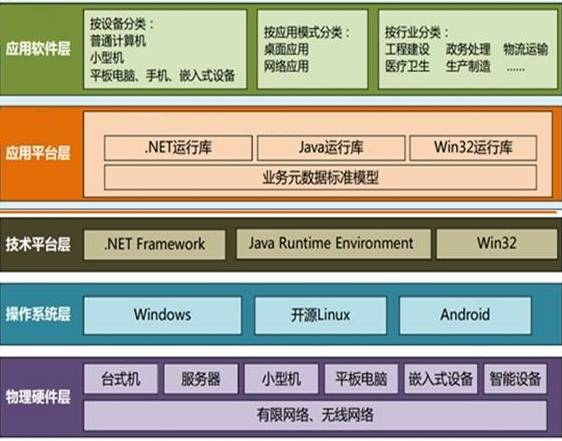 应用软件层
按设备分类：
普通计算机
小型机
平板电脑、手机、嵌入式设备
按应用模式分类：
桌面应用
网络应用
按行业分类：
工程建设 政务处理 物流运输
医疗卫生 生产制造 ......
应用平台层
.NET运行库 Java运行库 Win32运行库
业务元数据标准模型
技术平台层
.NET Framework Java Runtime Environment Win32
操作系统层
Windows 开源Linux Android
物理硬件层
台式机 服务器 小型机 平板电脑 嵌入式设备 智能设备
有限网络、无线网络